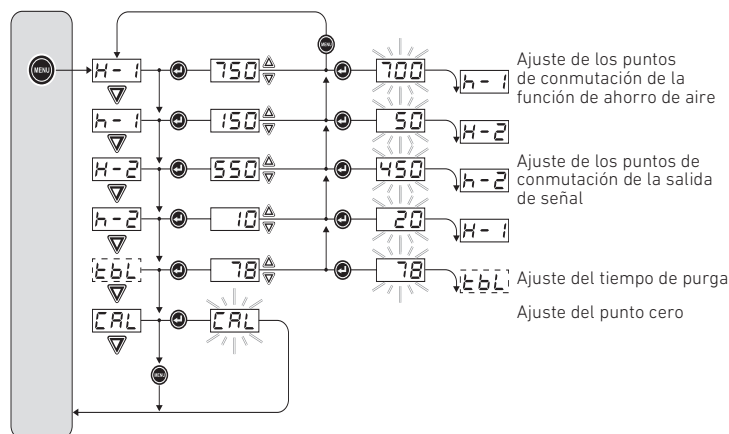 MENU
MENU H-1 750 700 h-1
h-1 150 50 H-2
H-2 550 450 h-2
h-2 10 20 H-1
tbL 78 78 tbL
CAL CAL
MENU
Ajuste de los puntos
de conmutación de la
función de ahorro de aire
Ajuste de los puntos de
conmutación de la salida
de señal
Ajuste del tiempo de purga
Ajuste del punto cero